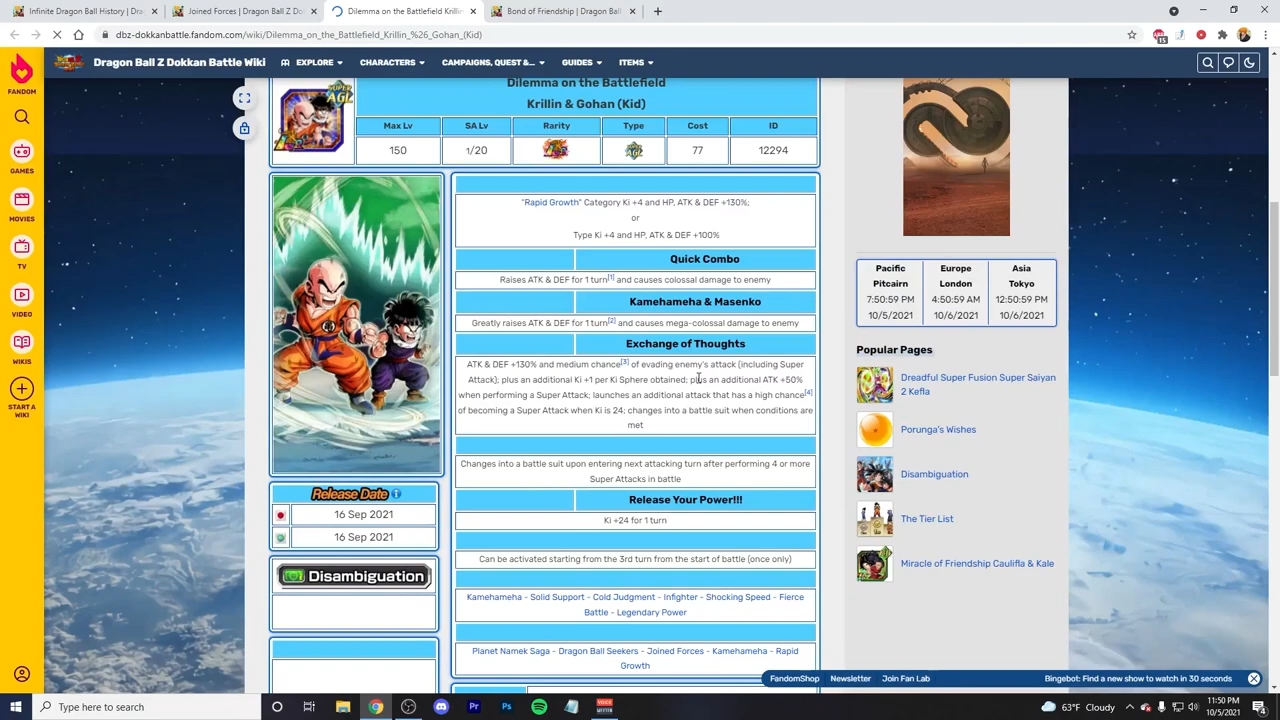 Infinite Dragon Ball History | Drag
Joined Forces | Dragon Ball Z Dok
Dilemma on the Battlefield Krillin
Bond of Friendship | Dragon Ball
dbz-dokkanbattle.fandom.com/wiki/Dilemma_on_the_Battlefield_Krillin_%26_Gohan_(Kid)
15
FANDOM
GAMES
MOVIES
TV
VIDEO
WIKIS
START A
WIKI
Dragon Ball Z Dokkan Battle Wiki
EXPLORE
CHARACTERS
CAMPAIGNS, QUEST &...
GUIDES
ITEMS
SUPER
AGL
Dilemma on the Battlefield
Krillin & Gohan (Kid)
Max Lv
SA Lv
Rarity
Type
Cost
ID
150
1/20
AGL
77
12294
"Rapid Growth" Category Ki +4 and HP, ATK & DEF +130%;
or
Type Ki +4 and HP, ATK & DEF +100%
Quick Combo
Raises ATK & DEF for 1 turn[1] and causes colossal damage to enemy
Kamehameha & Masenko
Greatly raises ATK & DEF for 1 turn[2] and causes mega-colossal damage to enemy
Exchange of Thoughts
ATK & DEF +130% and medium chance[3] of evading enemy's attack (including Super
Attack); plus an additional Ki +1 per Ki Sphere obtained; plus an additional ATK +50%
when performing a Super Attack; launches an additional attack that has a high chance[4]
of becoming a Super Attack when Ki is 24; changes into a battle suit when conditions are
met
Changes into a battle suit upon entering next attacking turn after performing 4 or more
Super Attacks in battle
Release Your Power!!!
Ki +24 for 1 turn
Can be activated starting from the 3rd turn from the start of battle (once only)
Kamehameha - Solid Support - Cold Judgment - Infighter - Shocking Speed - Fierce
Battle - Legendary Power
Planet Namek Saga - Dragon Ball Seekers - Joined Forces - Kamehameha - Rapid
Growth
Release Date
16 Sep 2021
16 Sep 2021
Disambiguation
Pacific
Pitcairn
Europe
London
Asia
Tokyo
7:50:59 PM
4:50:59 AM
12:50:59 PM
10/5/2021
10/6/2021
10/6/2021
Popular Pages
Dreadful Super Fusion Super Saiyan
2 Kefla
Porunga's Wishes
Disambiguation
The Tier List
Miracle of Friendship Caulifla & Kale
FandomShop
Newsletter
Join Fan Lab
Bingebot: Find a new show to watch in 30 seconds
Type here to search
Pr
Ps
63°F Cloudy
11:50 PM
10/5/2021
4